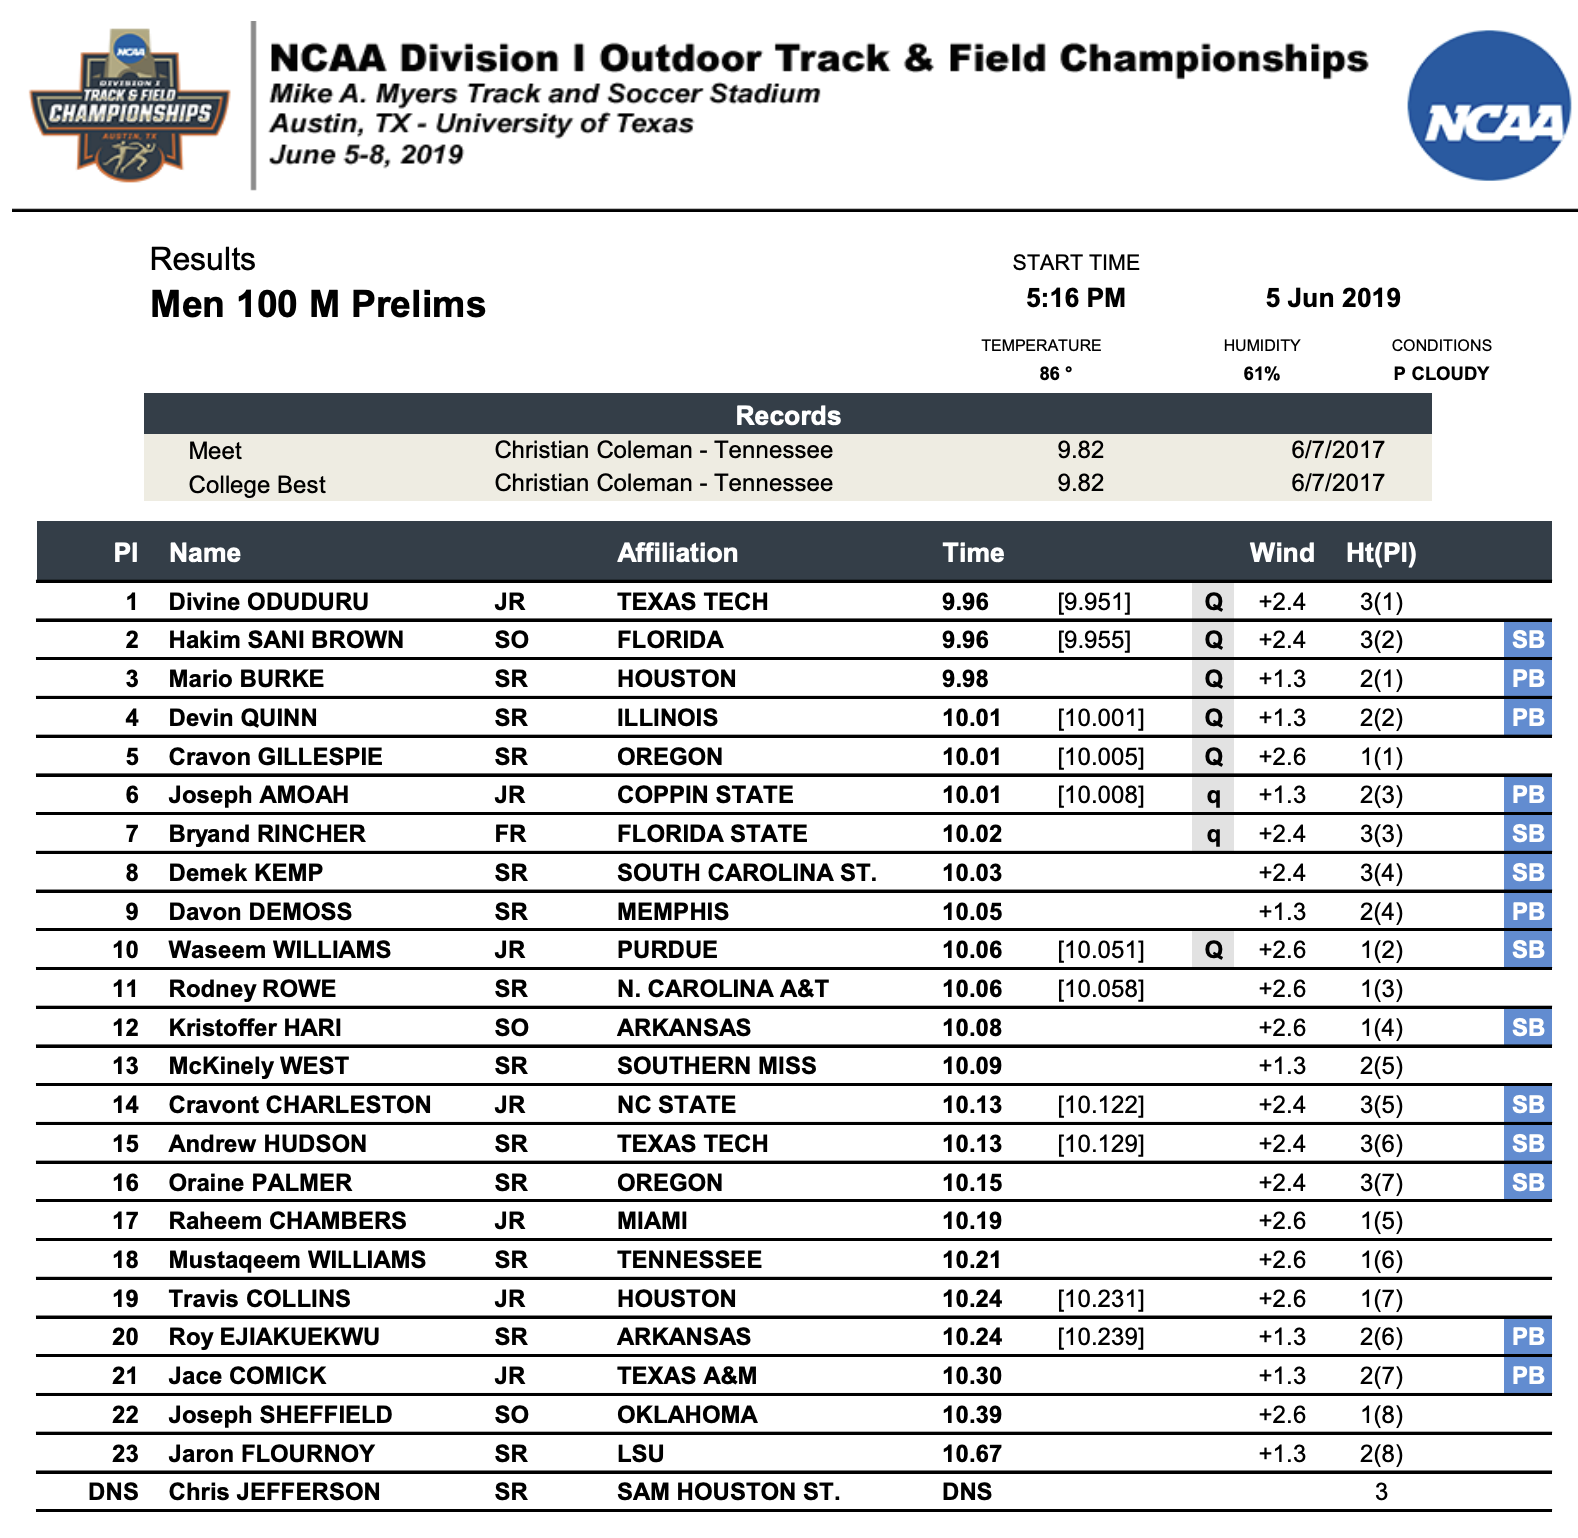 NCAA
DIVISION I
TRACK & FIELD
CHAMPIONSHIPS
AUSTIN, TX
NCAA Division I Outdoor Track & Field Championships
Mike A. Myers Track and Soccer Stadium
Austin, TX - University of Texas
June 5-8, 2019
NCAA
Results
Men 100 M Prelims
START TIME
5:16 PM 5 Jun 2019
TEMPERATURE HUMIDITY CONDITIONS
86 ° 61% P CLOUDY
Records
Meet Christian Coleman - Tennessee 9.82 6/7/2017
College Best Christian Coleman - Tennessee 9.82 6/7/2017
Pl Name Affiliation Time Wind Ht(Pl)
1 Divine ODUDURU JR TEXAS TECH 9.96 [9.951] Q +2.4 3(1)
2 Hakim SANI BROWN SO FLORIDA 9.96 [9.955] Q +2.4 3(2) SB
3 Mario BURKE SR HOUSTON 9.98 Q +1.3 2(1) PB
4 Devin QUINN SR ILLINOIS 10.01 [10.001] Q +1.3 2(2) PB
5 Cravon GILLESPIE SR OREGON 10.01 [10.005] Q +2.6 1(1)
6 Joseph AMOAH JR COPPIN STATE 10.01 [10.008] q +1.3 2(3) PB
7 Bryand RINCHER FR FLORIDA STATE 10.02 q +2.4 3(3) SB
8 Demek KEMP SR SOUTH CAROLINA ST. 10.03 +2.4 3(4) SB
9 Davon DEMOSS SR MEMPHIS 10.05 +1.3 2(4) PB
10 Waseem WILLIAMS JR PURDUE 10.06 [10.051] Q +2.6 1(2) SB
11 Rodney ROWE SR N. CAROLINA A&T 10.06 [10.058] +2.6 1(3)
12 Kristoffer HARI SO ARKANSAS 10.08 +2.6 1(4) SB
13 McKinely WEST SR SOUTHERN MISS 10.09 +1.3 2(5)
14 Cravont CHARLESTON JR NC STATE 10.13 [10.122] +2.4 3(5) SB
15 Andrew HUDSON SR TEXAS TECH 10.13 [10.129] +2.4 3(6) SB
16 Oraine PALMER SR OREGON 10.15 +2.4 3(7) SB
17 Raheem CHAMBERS JR MIAMI 10.19 +2.6 1(5)
18 Mustaqeem WILLIAMS SR TENNESSEE 10.21 +2.6 1(6)
19 Travis COLLINS JR HOUSTON 10.24 [10.231] +2.6 1(7)
20 Roy EJIAKUEKWU SR ARKANSAS 10.24 [10.239] +1.3 2(6) PB
21 Jace COMICK JR TEXAS A&M 10.30 +1.3 2(7) PB
22 Joseph SHEFFIELD SO OKLAHOMA 10.39 +2.6 1(8)
23 Jaron FLOURNOY SR LSU 10.67 +1.3 2(8)
DNS Chris JEFFERSON SR SAM HOUSTON ST. DNS 3